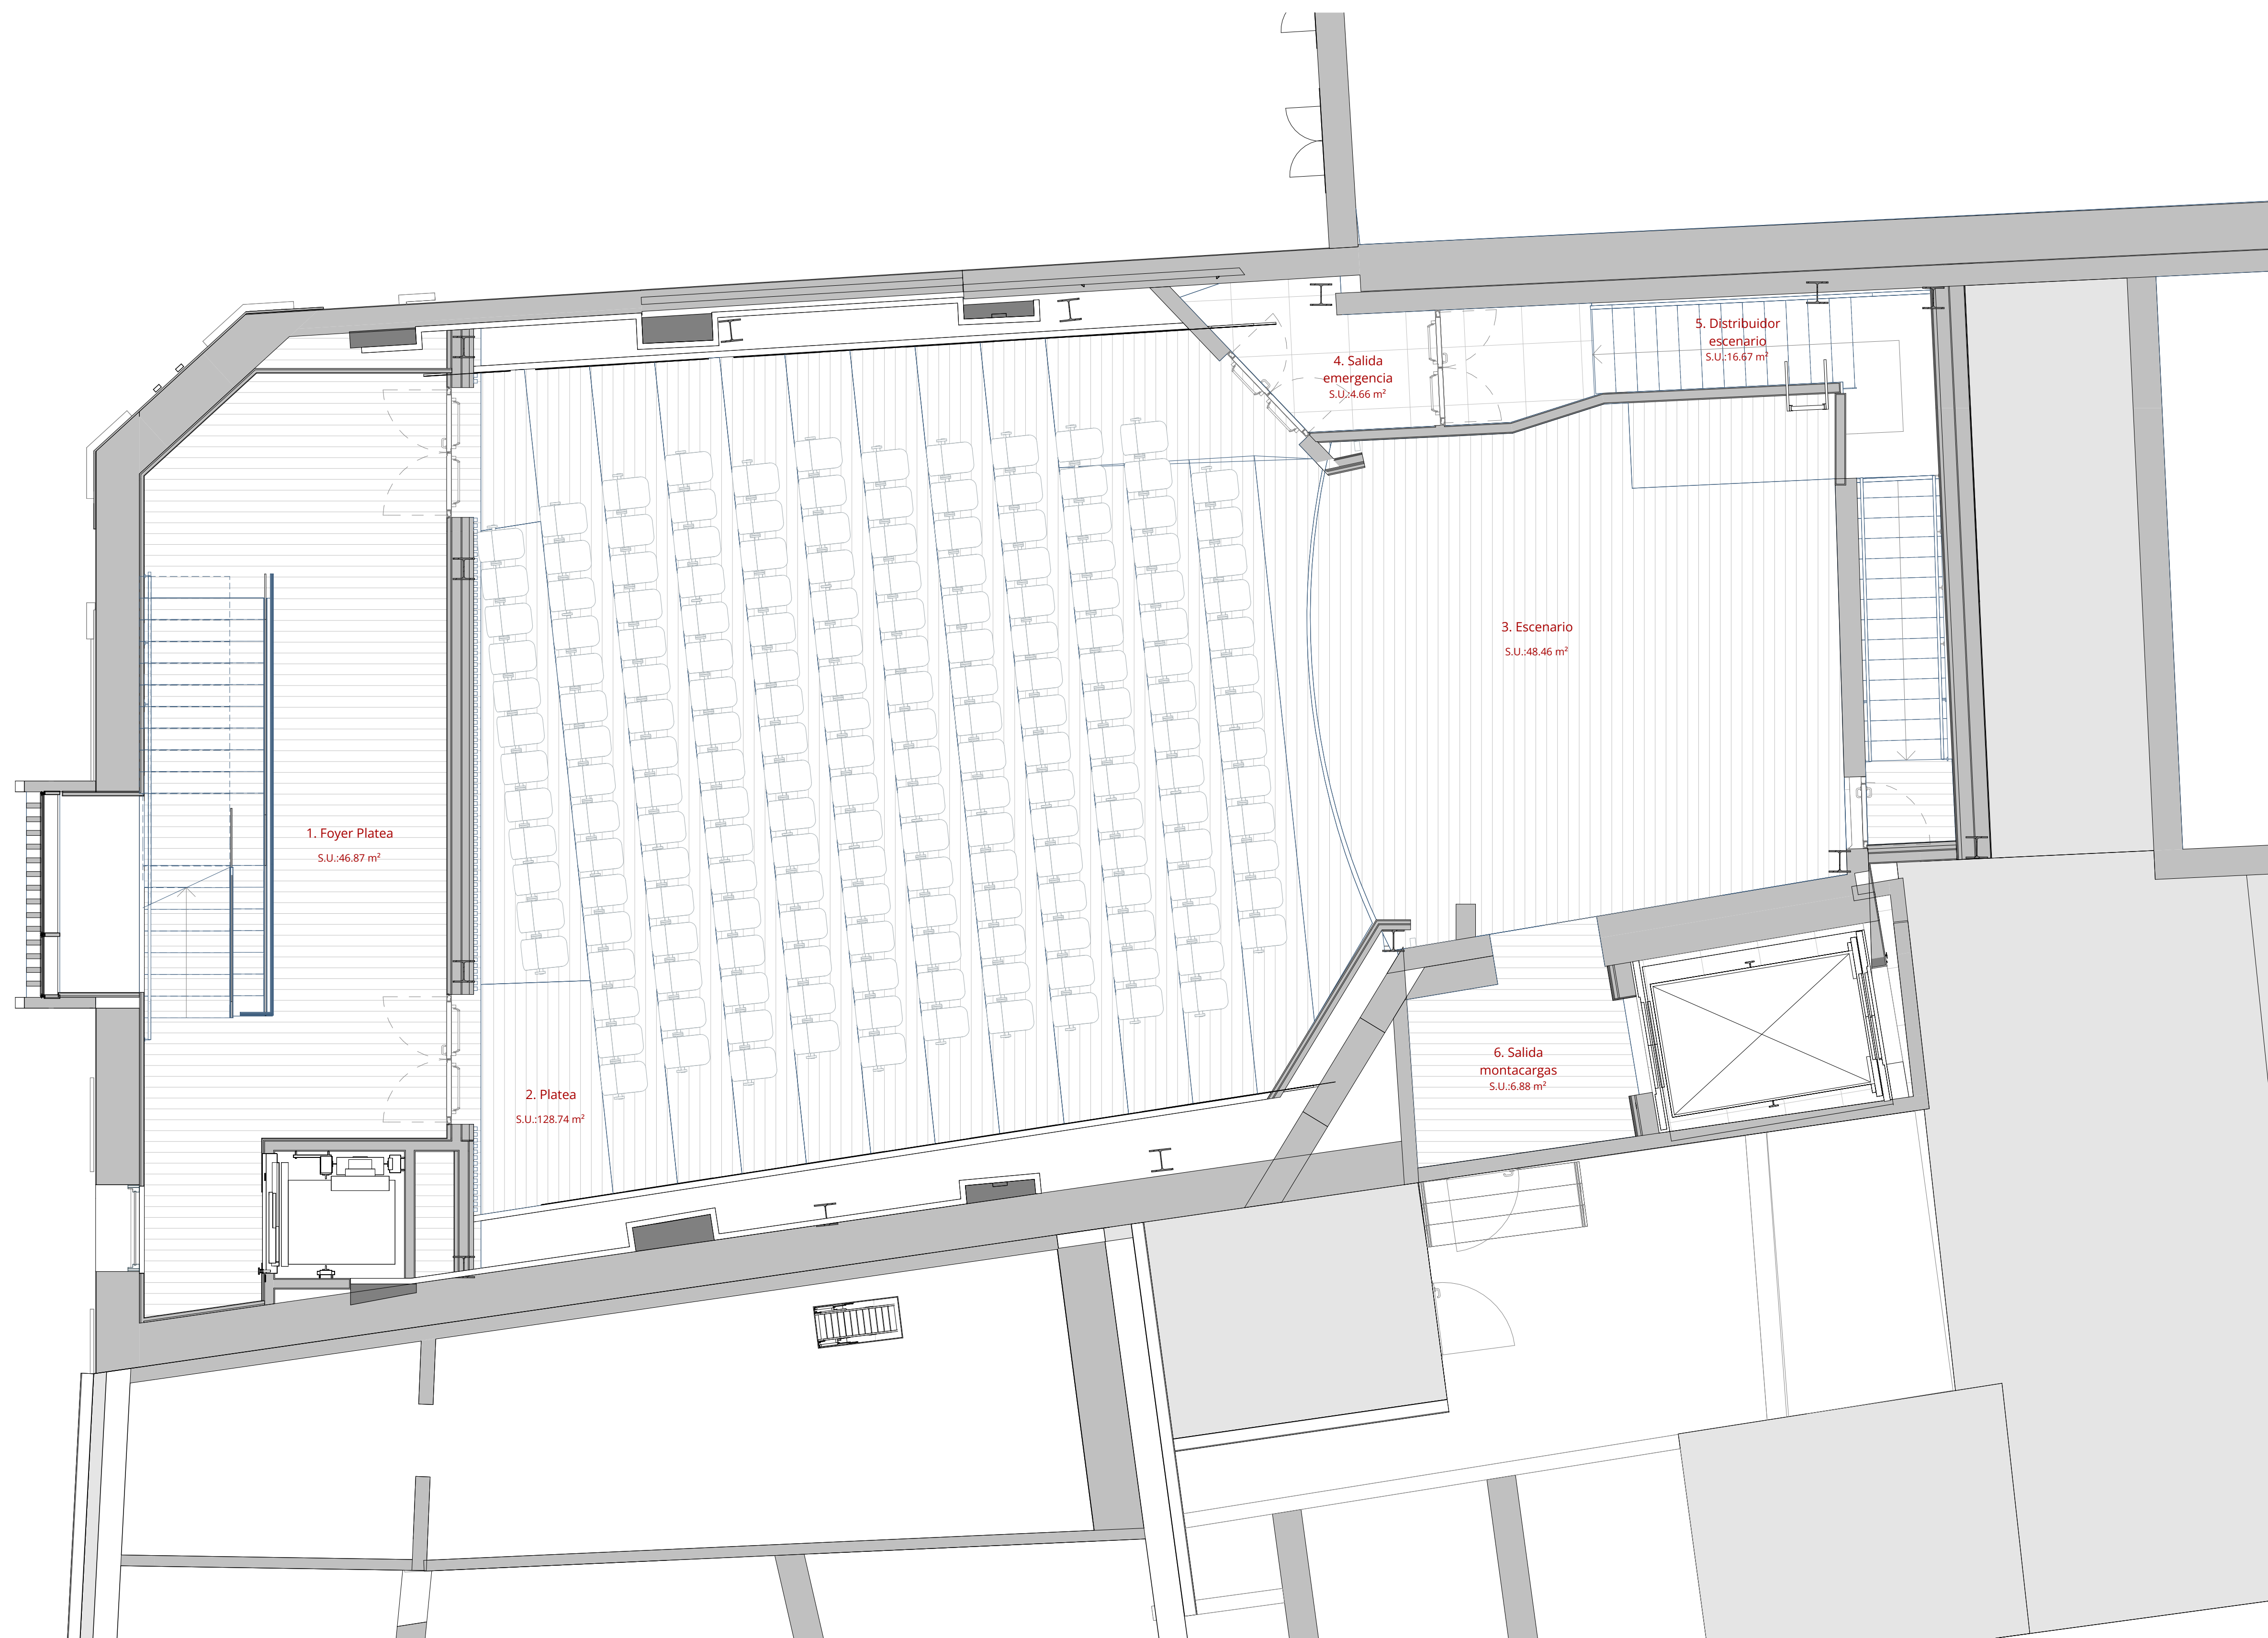 5. Distribuidor
escenario
S.U.:16.67 m²
4. Salida
emergencia
S.U.:4.66 m²
3. Escenario
S.U.:48.46 m²
1. Foyer Platea
S.U.:46.87 m²
6. Salida
montacargas
S.U.:6.88 m²
2. Platea
S.U.:128.74 m²